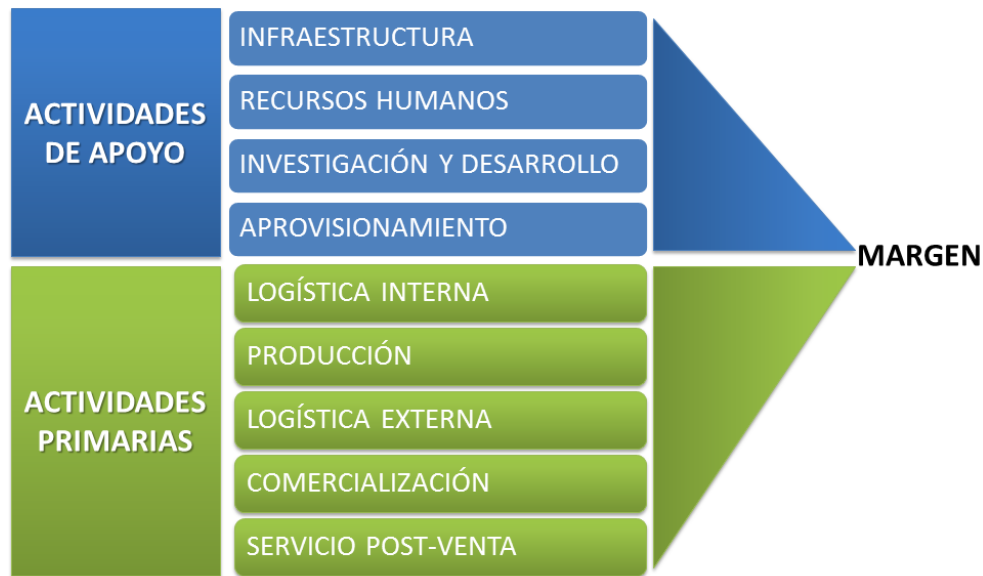 ACTIVIDADES
DE APOYO
INFRAESTRUCTURA
RECURSOS HUMANOS
INVESTIGACIÓN Y DESARROLLO
APROVISIONAMIENTO
ACTIVIDADES
PRIMARIAS
LOGÍSTICA INTERNA
PRODUCCIÓN
LOGÍSTICA EXTERNA
COMERCIALIZACIÓN
SERVICIO POST-VENTA
MARGEN